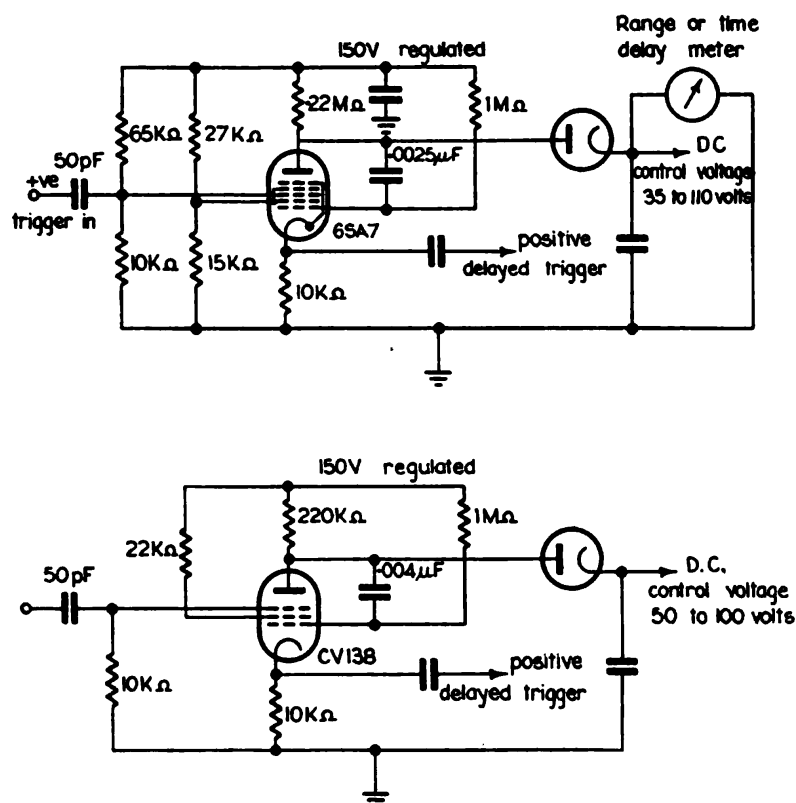 Range or time
delay meter
150V regulated
·22MΩ
1MΩ
65KΩ
27KΩ
50pF
·0025μF
DC
control voltage
35 to 110 volts
+ve
trigger in
6SA7
positive
delayed trigger
10KΩ
15KΩ
10KΩ
150V regulated
220KΩ
1MΩ
22KΩ
50pF
·004μF
D.C.
control voltage
50 to 100 volts
CV138
positive
delayed trigger
10KΩ
10KΩ